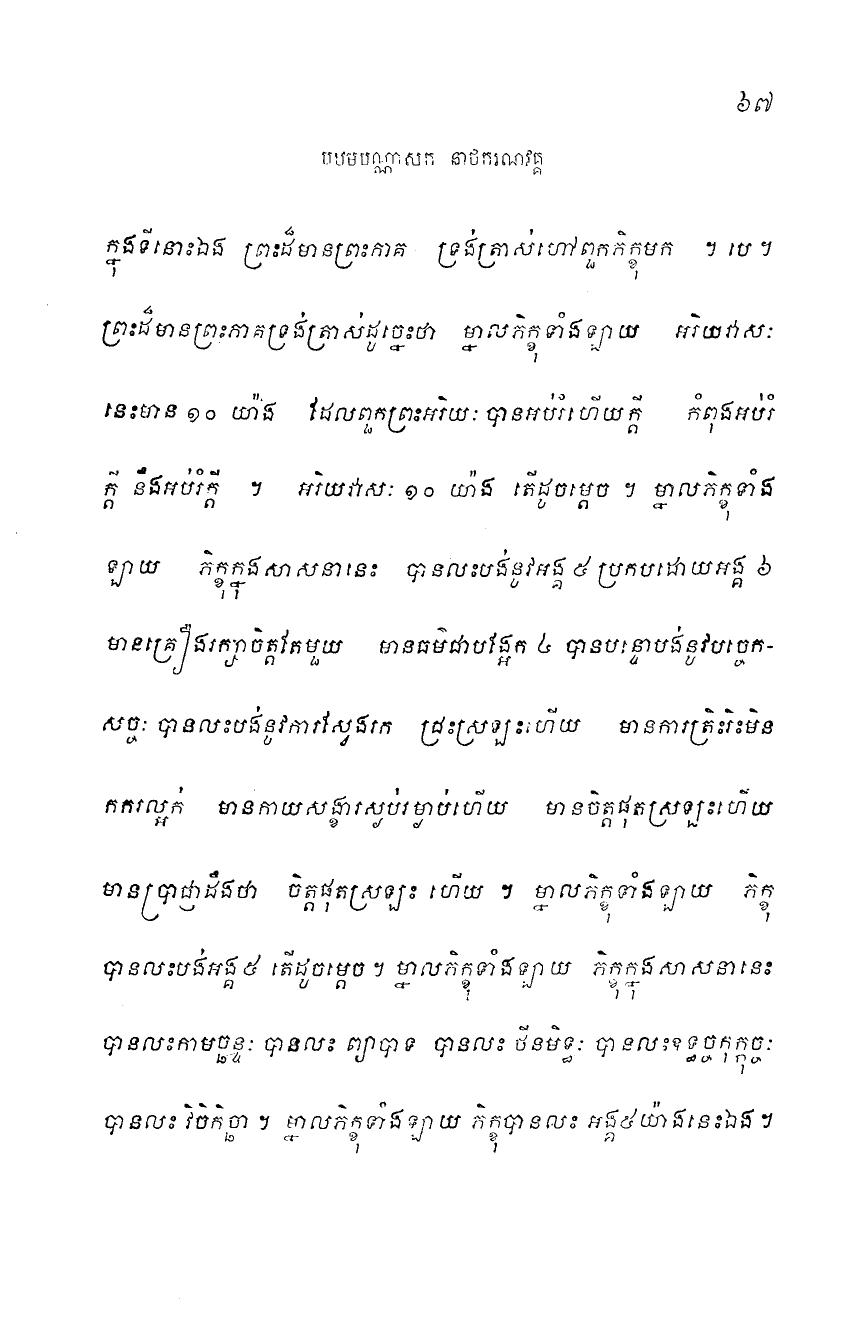 ៦៧
បឋមបណ្ណាសក នាថករណវគ្គ
ក្នុងទីនោះឯង ព្រះដ៏មានព្រះភាគ ទ្រង់ត្រាស់ហៅពួកភិក្ខុមក ។ បេ ។
ព្រះដ៏មានព្រះភាគទ្រង់ត្រាស់ដូច្នេះថា ម្នាលភិក្ខុទាំងឡាយ អរិយវាសៈ
នេះមាន ១០ យ៉ាង ដែលពួកព្រះអរិយៈ បានអប់រំហើយក្តី កំពុងអប់រំ
ក្តី នឹងអប់រំក្តី ។ អរិយវាសៈ ១០ យ៉ាង តើដូចម្តេច ។ ម្នាលភិក្ខុទាំង
ឡាយ ភិក្ខុក្នុងសាសនានេះ បានលះបង់នូវអង្គ ៥ ប្រកបដោយអង្គ ៦
មានគ្រឿងរក្សាចិត្តតែមួយ មានធម៌ជាបង្អែក ៤ បានបន្ទោបង់នូវបច្ចេក-
សច្ចៈ បានលះបង់នូវការស្វែងរក ជ្រះស្រឡះហើយ មានការត្រិះរិះមិន
កករល្អក់ មានកាយសង្ខារស្ងប់រម្ងាប់ហើយ មានចិត្តផុតស្រឡះហើយ
មានប្រាជ្ញាដឹងថា ចិត្តផុតស្រឡះ ហើយ ។ ម្នាលភិក្ខុទាំងឡាយ ភិក្ខុ
បានលះបង់អង្គ ៥ តើដូចម្តេច ។ ម្នាលភិក្ខុទាំងឡាយ ភិក្ខុក្នុងសាសនានេះ
បានលះកាមច្ឆន្ទៈ បានលះ ព្យាបាទ បានលះ ថីនមិទ្ធៈ បានលះឧទ្ធច្ចកុក្កុច្ចៈ
បានលះ វិចិកិច្ឆា ។ ម្នាលភិក្ខុទាំងឡាយ ភិក្ខុបានលះ អង្គ៥យ៉ាងនេះឯង ។